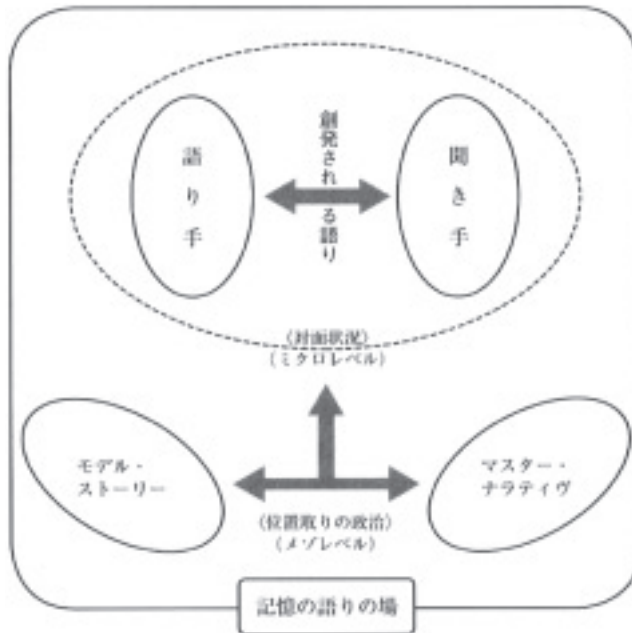 語り手
創発される語り
聞き手
(対面状況)
(ミクロレベル)
モデル・
ストーリー
マスター・
ナラティヴ
(位置取りの政治)
(メゾレベル)
記憶の語りの場